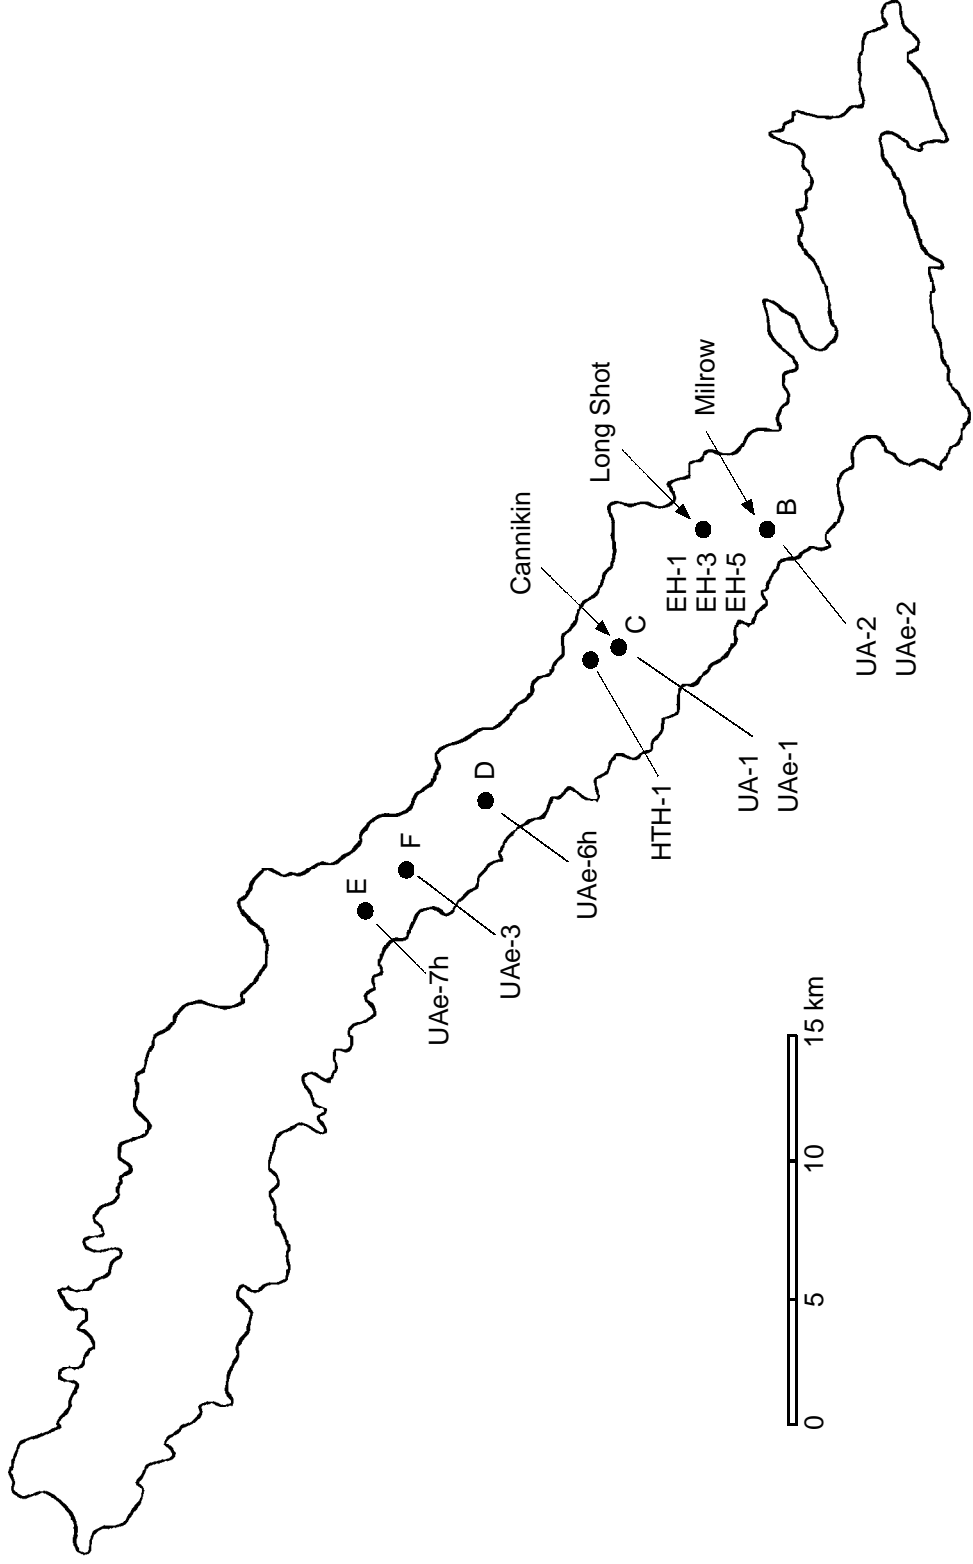 Long Shot
Milrow
Cannikin
B
EH-1
EH-3
EH-5
C
UA-2
UAe-2
D
HTH-1
UA-1
UAe-1
F
E
UAe-6h
UAe-3
UAe-7h
0 5 10 15 km